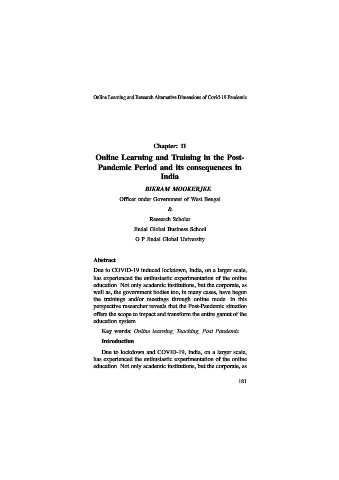 Online Learning and Research Alternative Dimensions of Covid-19 Pandemic
Chapter: 11
Online Learning and Training in the Post-
Pandemic Period and its consequences in
India
BIKRAM MOOKERJEE
Officer under Government of West Bengal
&
Research Scholar
Jindal Global Business School
O P Jindal Global University
Abstract
Due to COVID-19 induced lockdown, India, on a larger scale,
has experienced the enthusiastic experimentation of the online
education Not only academic institutions, but the corporate, as
well as, the government bodies too, in many cases, have begun
the trainings and/or meetings through online mode In this
perspective researcher reveals that the Post-Pandemic situation
offers the scope to impact and transform the entire gamut of the
education system
Key words: Online learning, Teaching, Post Pandemic
Introduction
Due to lockdown and COVID-19, India, on a larger scale,
has experienced the enthusiastic experimentation of the online
education Not only academic institutions, but the corporate, as
181